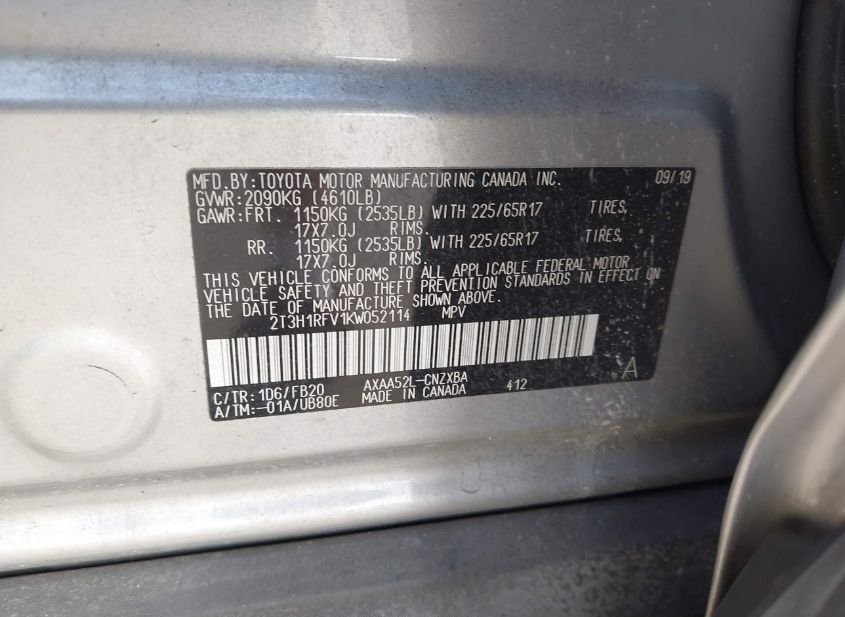 MFD.BY:TOYOTA MOTOR MANUFACTURING CANADA INC. 09/19
GVWR:2090KG (4610LB)
GAWR:FRT. 1150KG (2535LB) WITH 225/65R17 TIRES,
17X7.0J RIMS.
RR. 1150KG (2535LB) WITH 225/65R17 TIRES,
17X7.0J RIMS.
THIS VEHICLE CONFORMS TO ALL APPLICABLE FEDERAL MOTOR
VEHICLE SAFETY AND THEFT PREVENTION STANDARDS IN EFFECT ON
THE DATE OF MANUFACTURE SHOWN ABOVE.
2T3H1RFV1KW052114 MPV
C/TR:1D6/FB20 AXAA52L-CNZXBA 412 A
A/TM:-01A/UB80E MADE IN CANADA